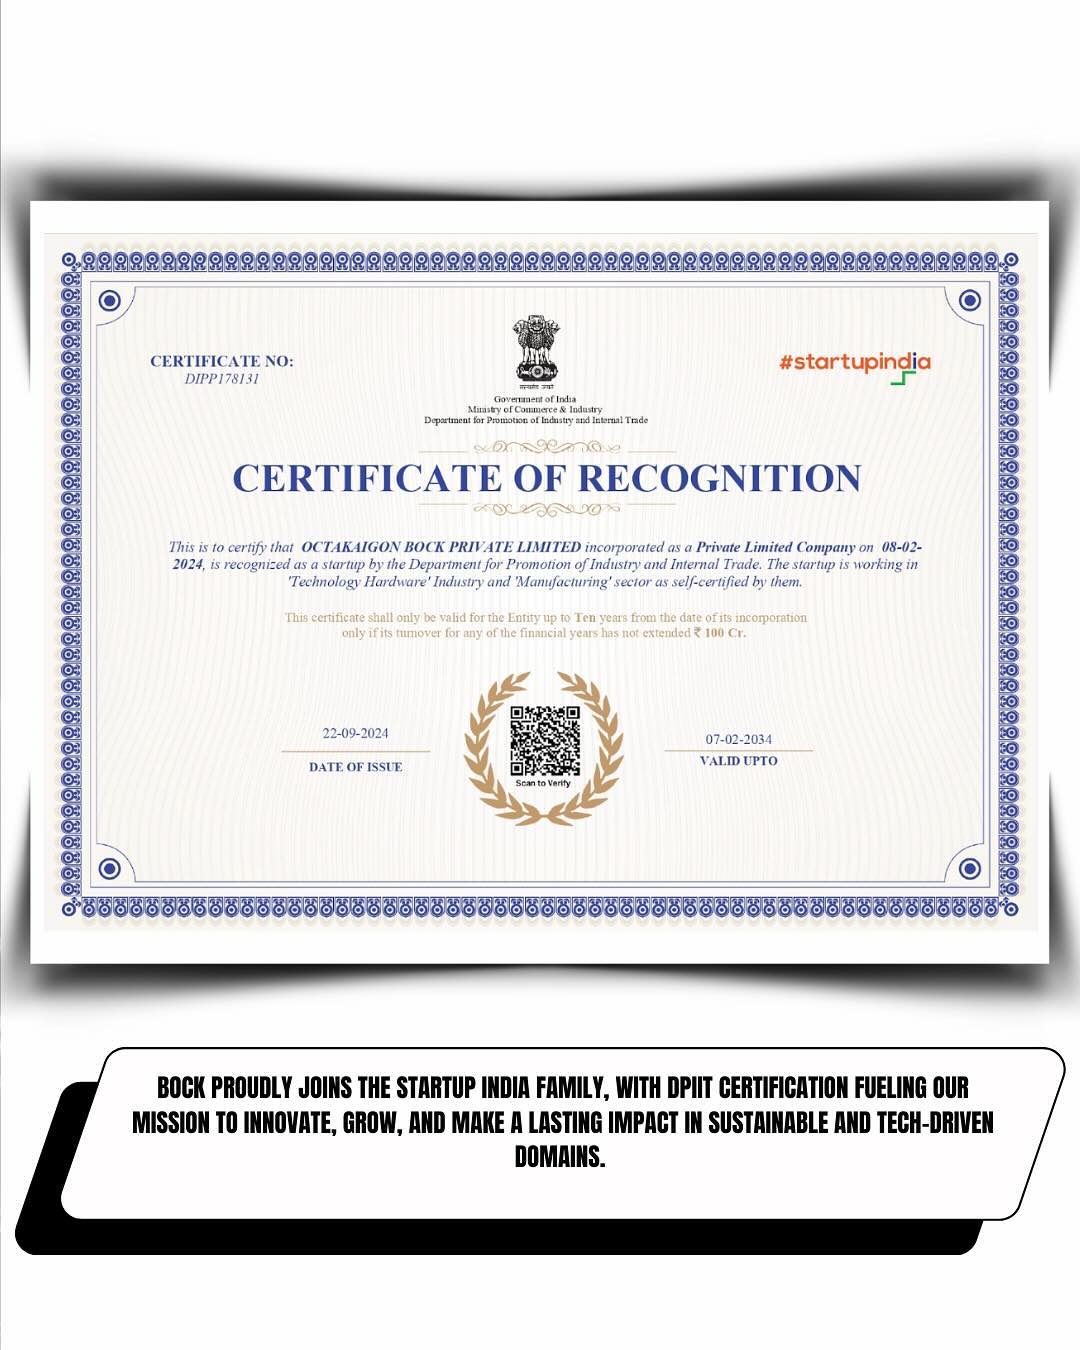 CERTIFICATE NO:
DIPP178131
#startupindia
सत्यमेव जयते
Government of India
Ministry of Commerce & Industry
Department for Promotion of Industry and Internal Trade
CERTIFICATE OF RECOGNITION
This is to certify that OCTAKAIGON BOCK PRIVATE LIMITED incorporated as a Private Limited Company on 08-02-
2024, is recognized as a startup by the Department for Promotion of Industry and Internal Trade. The startup is working in
'Technology Hardware' Industry and 'Manufacturing' sector as self-certified by them.
This certificate shall only be valid for the Entity up to Ten years from the date of its incorporation
only if its turnover for any of the financial years has not extended ₹ 100 Cr.
22-09-2024
DATE OF ISSUE
Scan to Verify
07-02-2034
VALID UPTO
BOCK PROUDLY JOINS THE STARTUP INDIA FAMILY, WITH DPIIT CERTIFICATION FUELING OUR
MISSION TO INNOVATE, GROW, AND MAKE A LASTING IMPACT IN SUSTAINABLE AND TECH-DRIVEN
DOMAINS.